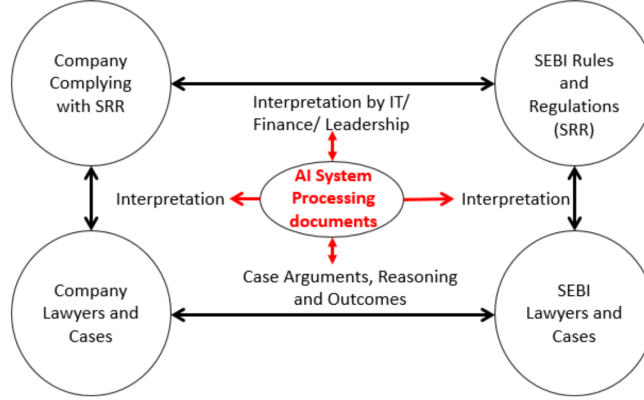 Company
Complying
with SRR
SEBI Rules
and
Regulations
(SRR)
Interpretation by IT/
Finance/ Leadership
AI System
Processing
documents
Interpretation
Interpretation
Case Arguments, Reasoning
and Outcomes
Company
Lawyers and
Cases
SEBI
Lawyers and
Cases